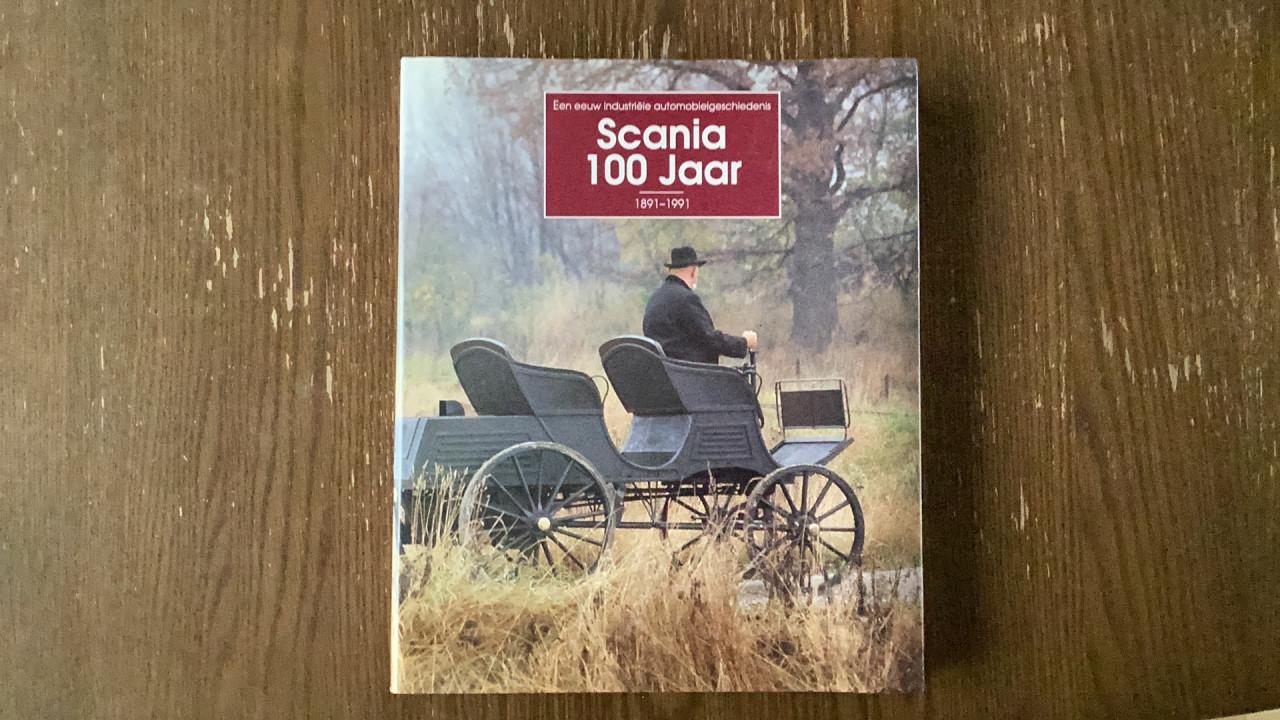 Een eeuw industriële automobielgeschiedenis
Scania
100 Jaar
1891-1991